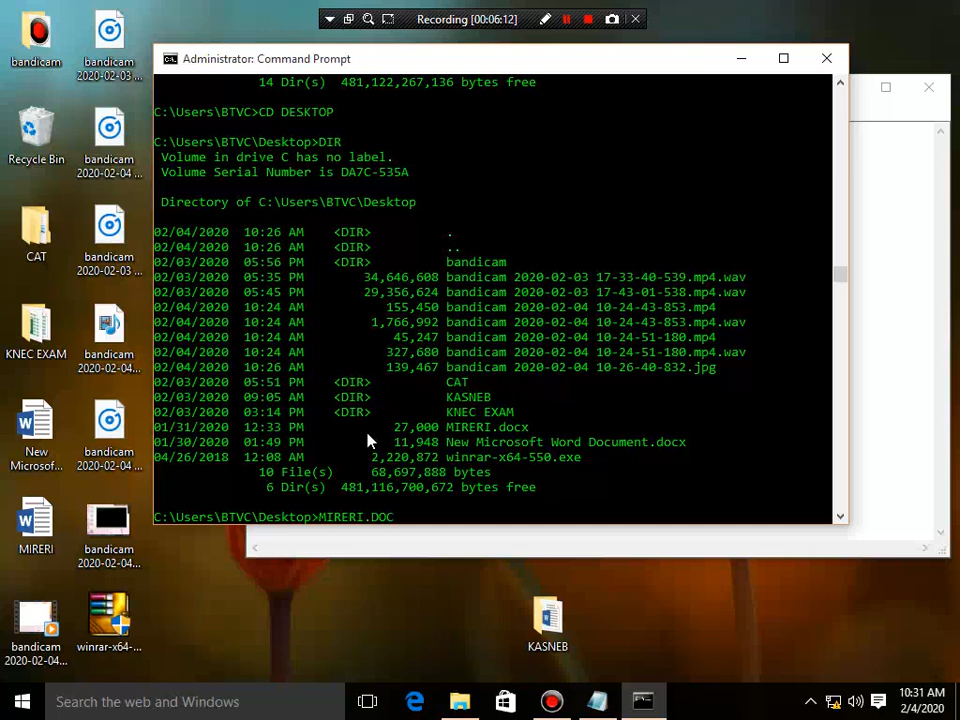 Recording [00:06:12]
bandicam
bandicam
2020-02-03 ...
Administrator: Command Prompt
14 Dir(s)  481,122,267,136 bytes free
C:\Users\BTVC>CD DESKTOP
C:\Users\BTVC\Desktop>DIR
Volume in drive C has no label.
Volume Serial Number is DA7C-535A
Directory of C:\Users\BTVC\Desktop
02/04/2020  10:26 AM    <DIR>          .
02/04/2020  10:26 AM    <DIR>          ..
02/03/2020  05:56 PM    <DIR>          bandicam
02/03/2020  05:35 PM        34,646,608 bandicam 2020-02-03 17-33-40-539.mp4.wav
02/03/2020  05:45 PM        29,356,624 bandicam 2020-02-03 17-43-01-538.mp4.wav
02/04/2020  10:24 AM           155,450 bandicam 2020-02-04 10-24-43-853.mp4
02/04/2020  10:24 AM         1,766,992 bandicam 2020-02-04 10-24-43-853.mp4.wav
02/04/2020  10:24 AM            45,247 bandicam 2020-02-04 10-24-51-180.mp4
02/04/2020  10:24 AM           327,680 bandicam 2020-02-04 10-24-51-180.mp4.wav
02/04/2020  10:26 AM           139,467 bandicam 2020-02-04 10-26-40-832.jpg
02/03/2020  05:51 PM    <DIR>          CAT
02/03/2020  09:05 AM    <DIR>          KASNEB
02/03/2020  03:14 PM    <DIR>          KNEC EXAM
01/31/2020  12:33 PM            27,000 MIRERI.docx
01/30/2020  01:49 PM            11,948 New Microsoft Word Document.docx
04/26/2018  12:08 AM         2,220,872 winrar-x64-550.exe
10 File(s)     68,697,888 bytes
6 Dir(s)  481,116,700,672 bytes free
C:\Users\BTVC\Desktop>MIRERI.DOC
Recycle Bin
bandicam
2020-02-04 ...
CAT
bandicam
2020-02-03 ...
KNEC EXAM
bandicam
2020-02-04...
New
Microsof...
bandicam
2020-02-04 ...
MIRERI
bandicam
2020-02-04...
bandicam
2020-02-04...
winrar-x64-...
KASNEB
Search the web and Windows
10:31 AM
2/4/2020